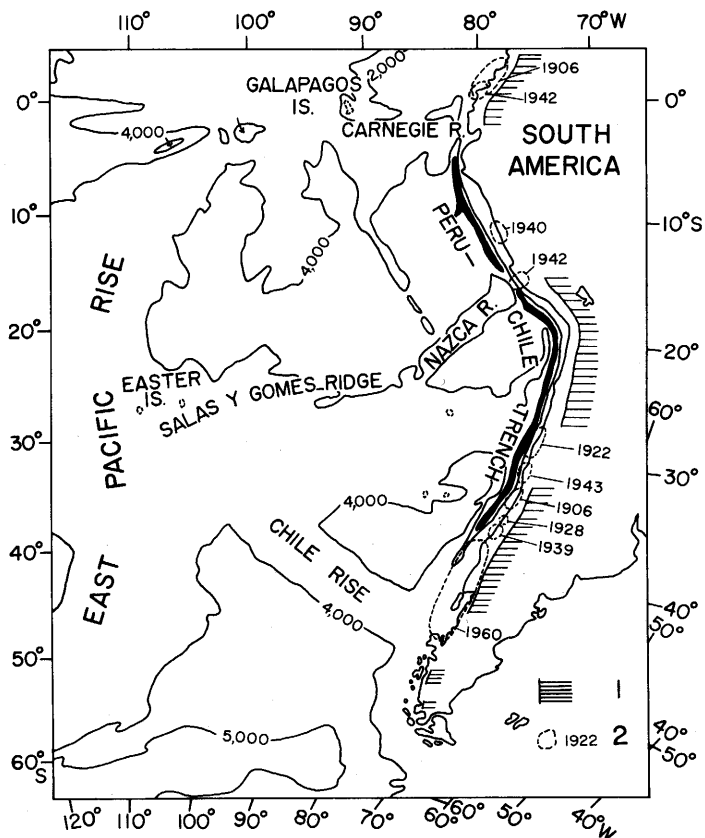 110° 100° 90° 80° 70°W
GALAPAGOS
IS.
2,000
1906
1942
0°
0°
4,000
CARNEGIE R.
SOUTH
AMERICA
10°
10°S
PERU—
1940
4,000
1942
RISE
20°
20°
NAZCA R.
CHILE
EASTER
IS.
SALAS Y GOMES RIDGE
60°
PACIFIC
30°
30°
TRENCH
1922
1943
4,000
1906
1928
1939
CHILE RISE
40°
40°
EAST
4,000
1960
50°
50°
1
5,000
1922 2
40°
50°
60°
S
120° 110° 100° 90° 80° 70° 60° 60° 50° 40°W